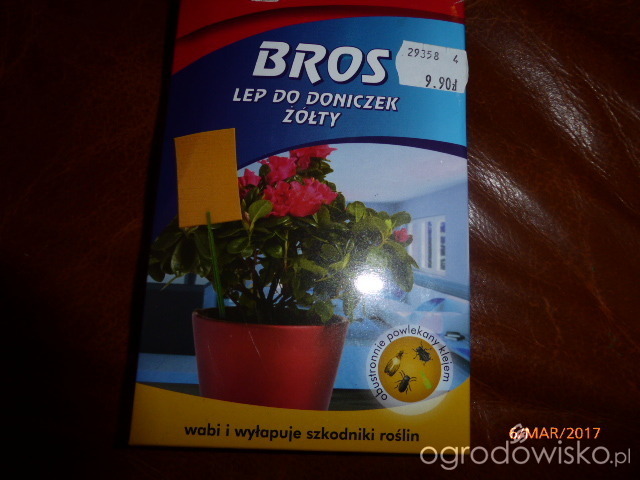 BROS
29358 4
9.90zł
LEP DO DONICZEK
ŻÓŁTY
obustronnie powlekany klejem
wabi i wyłapuje szkodniki roślin
6/MAR/2017
ogrodowisko.pl